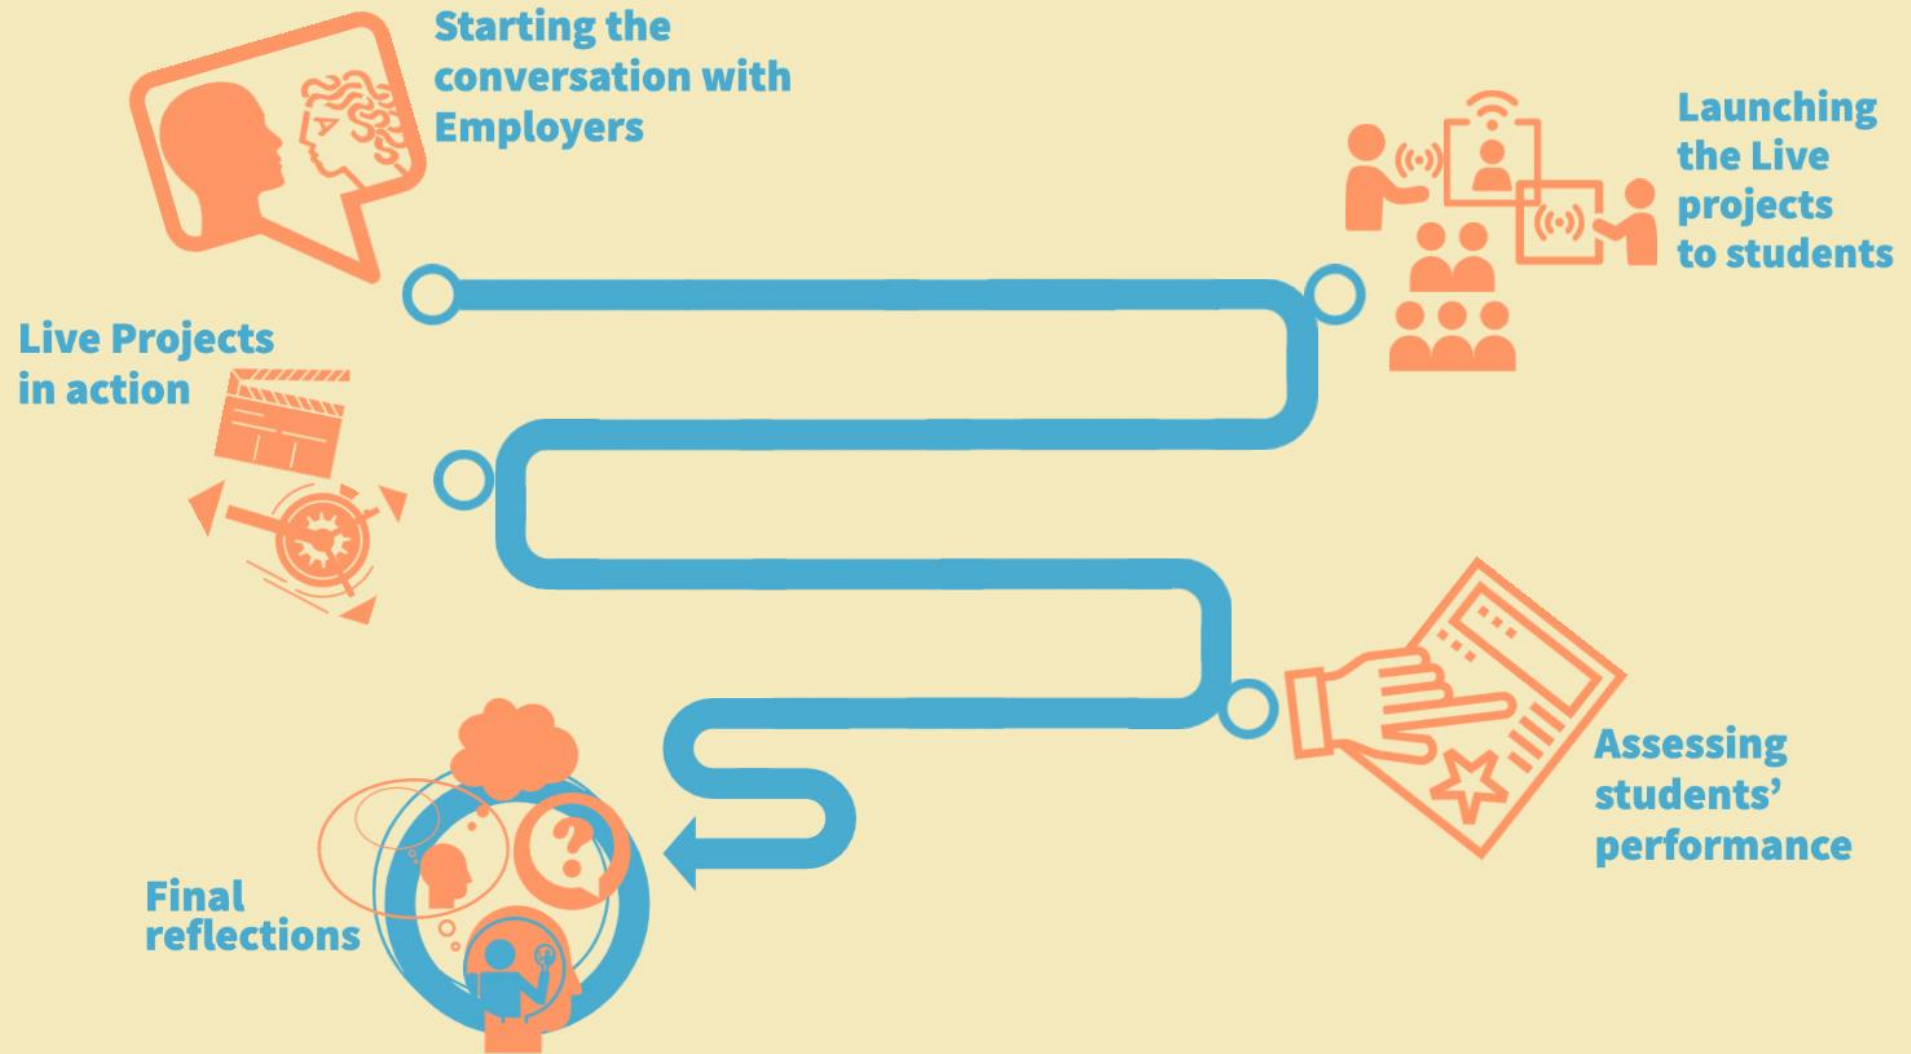 Starting the
conversation with
Employers
Launching
the Live
projects
to students
Live Projects
in action
Assessing
students’
performance
Final
reflections